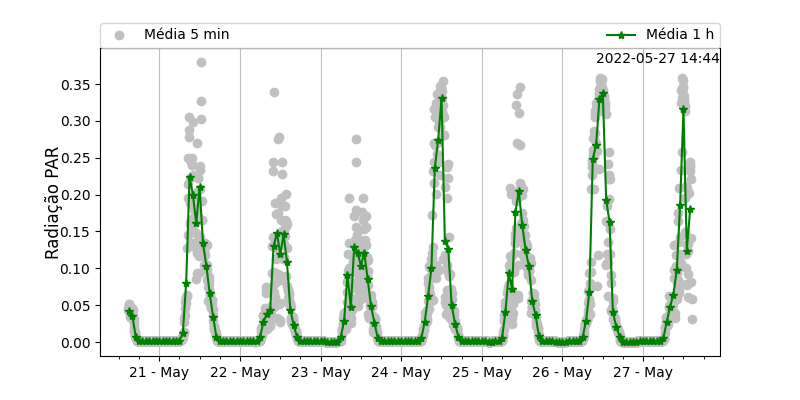 Média 5 min
Média 1 h
2022-05-27 14:44
Radiação PAR
0.35
0.30
0.25
0.20
0.15
0.10
0.05
0.00
21 - May
22 - May
23 - May
24 - May
25 - May
26 - May
27 - May